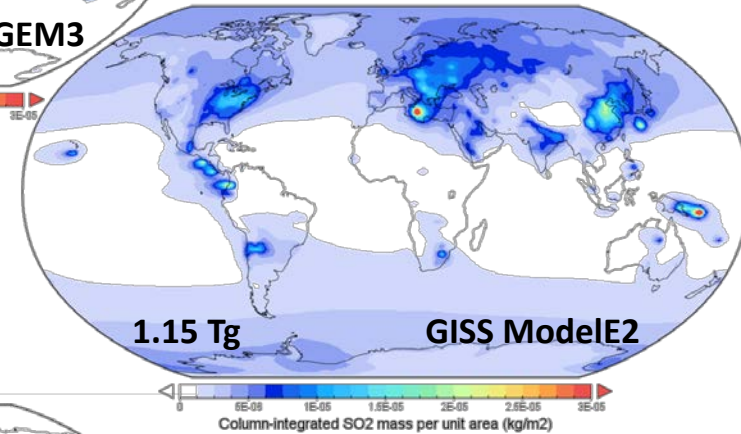 GEM3
3E-05
1.15 Tg GISS ModelE2
0 5E-03 1E-05 1.5E-05 2E-05 2.5E-05 3E-05
Column-integrated SO2 mass per unit area (kg/m2)